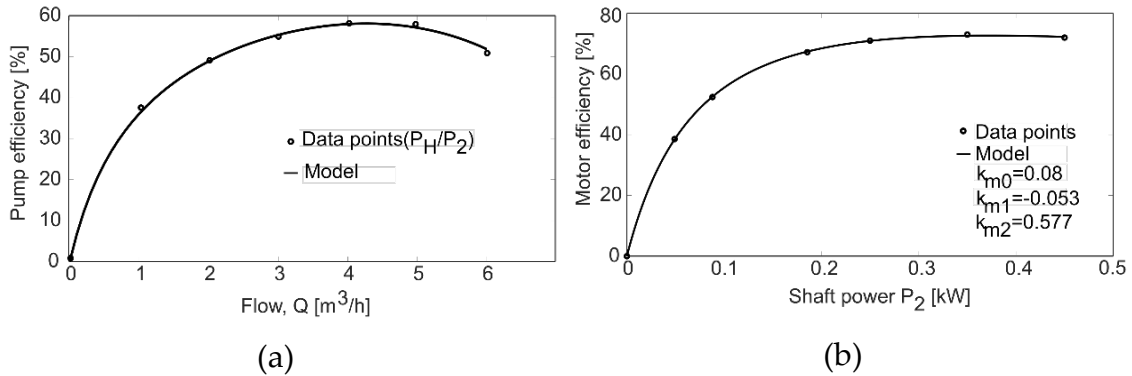 60
50
40
30
50
10
0
Pump efficiency [%]
Data points(P_H/P_2)
Model
0 1 2 3 4 5 6
Flow, Q [m^3/h]
(a)
80
60
40
20
0
Motor efficiency [%]
Data points
Model
k_m0=0.08
k_m1=-0.053
k_m2=0.577
0 0.1 0.2 0.3 0.4 0.5
Shaft power P_2 [kW]
(b)